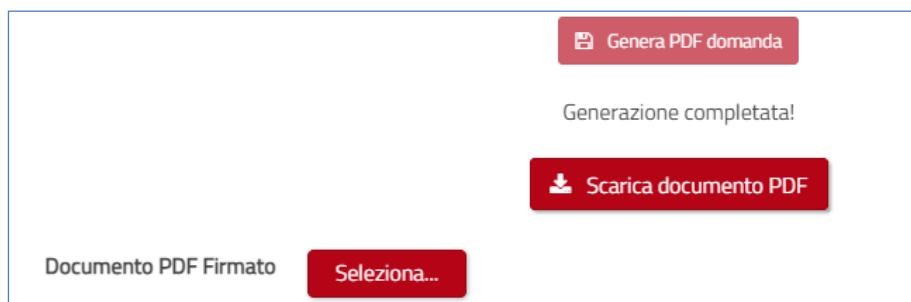 Genera PDF domanda
Generazione completata!
Scarica documento PDF
Documento PDF Firmato Seleziona...